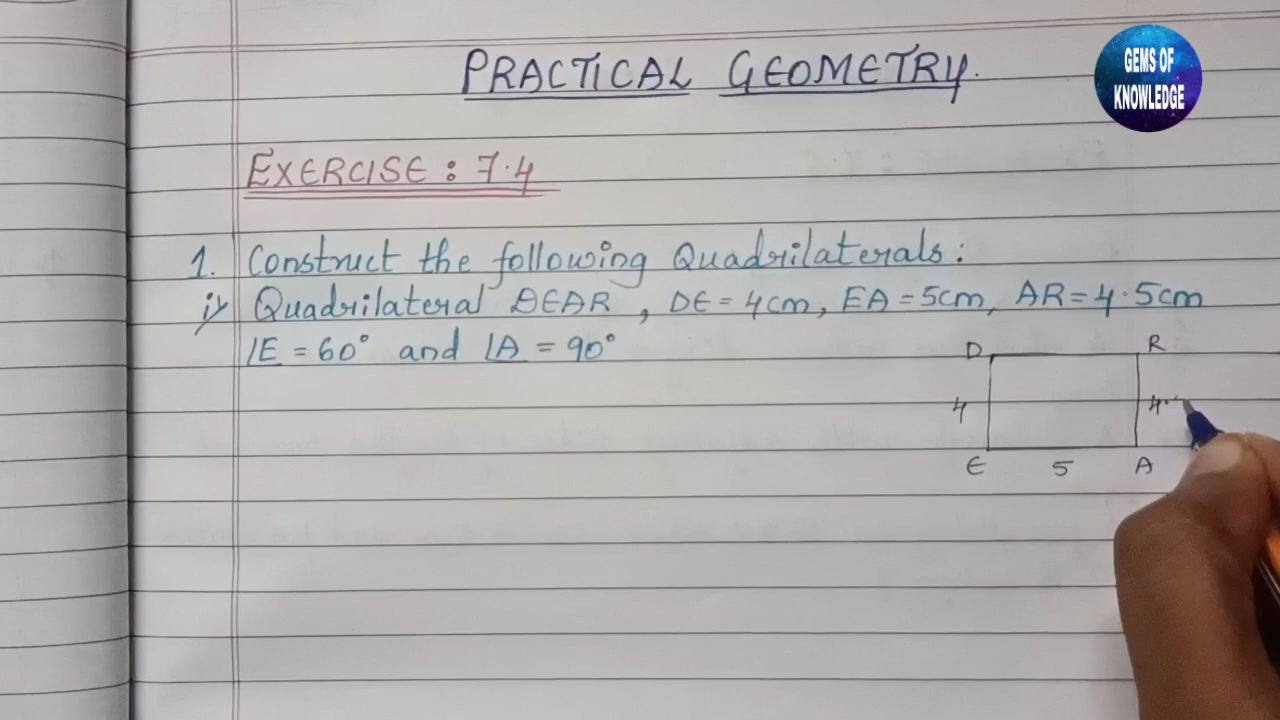 PRACTICAL GEOMETRY.
GEMS OF
KNOWLEDGE
EXERCISE : 7.4
1. Construct the following Quadrilaterals :
i) Quadrilateral DEAR, DE = 4cm, EA = 5cm, AR = 4.5cm
∠E = 60° and ∠A = 90°
D R
4 4.
E 5 A